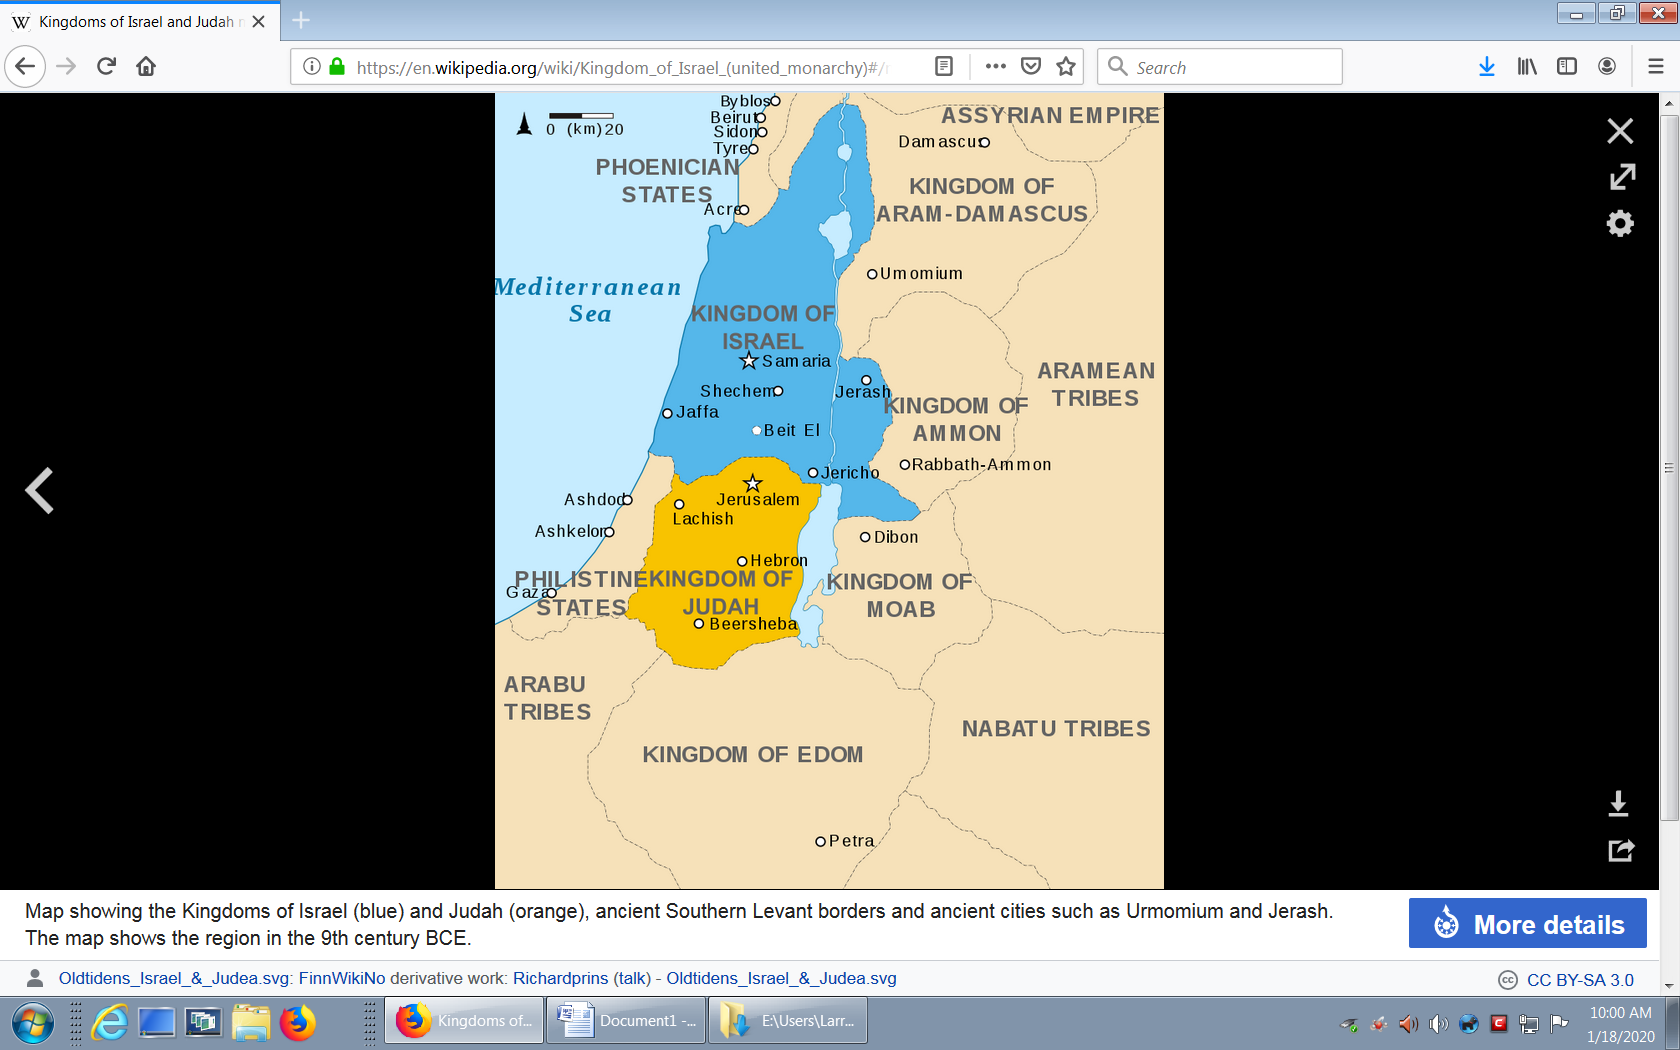 Kingdoms of Israel and Judah
https://en.wikipedia.org/wiki/Kingdom_of_Israel_(united_monarchy)#/
Search
0 (km)20
Byblos
Beirut
Sidon
Tyre
ASSYRIAN EMPIRE
Damascus
PHOENICIAN
STATES
KINGDOM OF
ARAM-DAMASCUS
Acre
Umomium
Mediterranean
Sea
KINGDOM OF
ISRAEL
Samaria
Shechem
Jerash
ARAMEAN
TRIBES
Jaffa
KINGDOM OF
AMMON
Beit El
Rabbath-Ammon
Jericho
Ashdod
Jerusalem
Lachish
Ashkelon
Dibon
Hebron
PHILISTINE
STATES
KINGDOM OF
JUDAH
KINGDOM OF
MOAB
Gaza
Beersheba
ARABU
TRIBES
NABATU TRIBES
KINGDOM OF EDOM
Petra
Map showing the Kingdoms of Israel (blue) and Judah (orange), ancient Southern Levant borders and ancient cities such as Urmomium and Jerash.
The map shows the region in the 9th century BCE.
More details
Oldtidens_Israel_&_Judea.svg: FinnWikiNo derivative work: Richardprins (talk) - Oldtidens_Israel_&_Judea.svg
cc CC BY-SA 3.0
Kingdoms of...
Document1 -...
E:\Users\Larr...
10:00 AM
1/18/2020